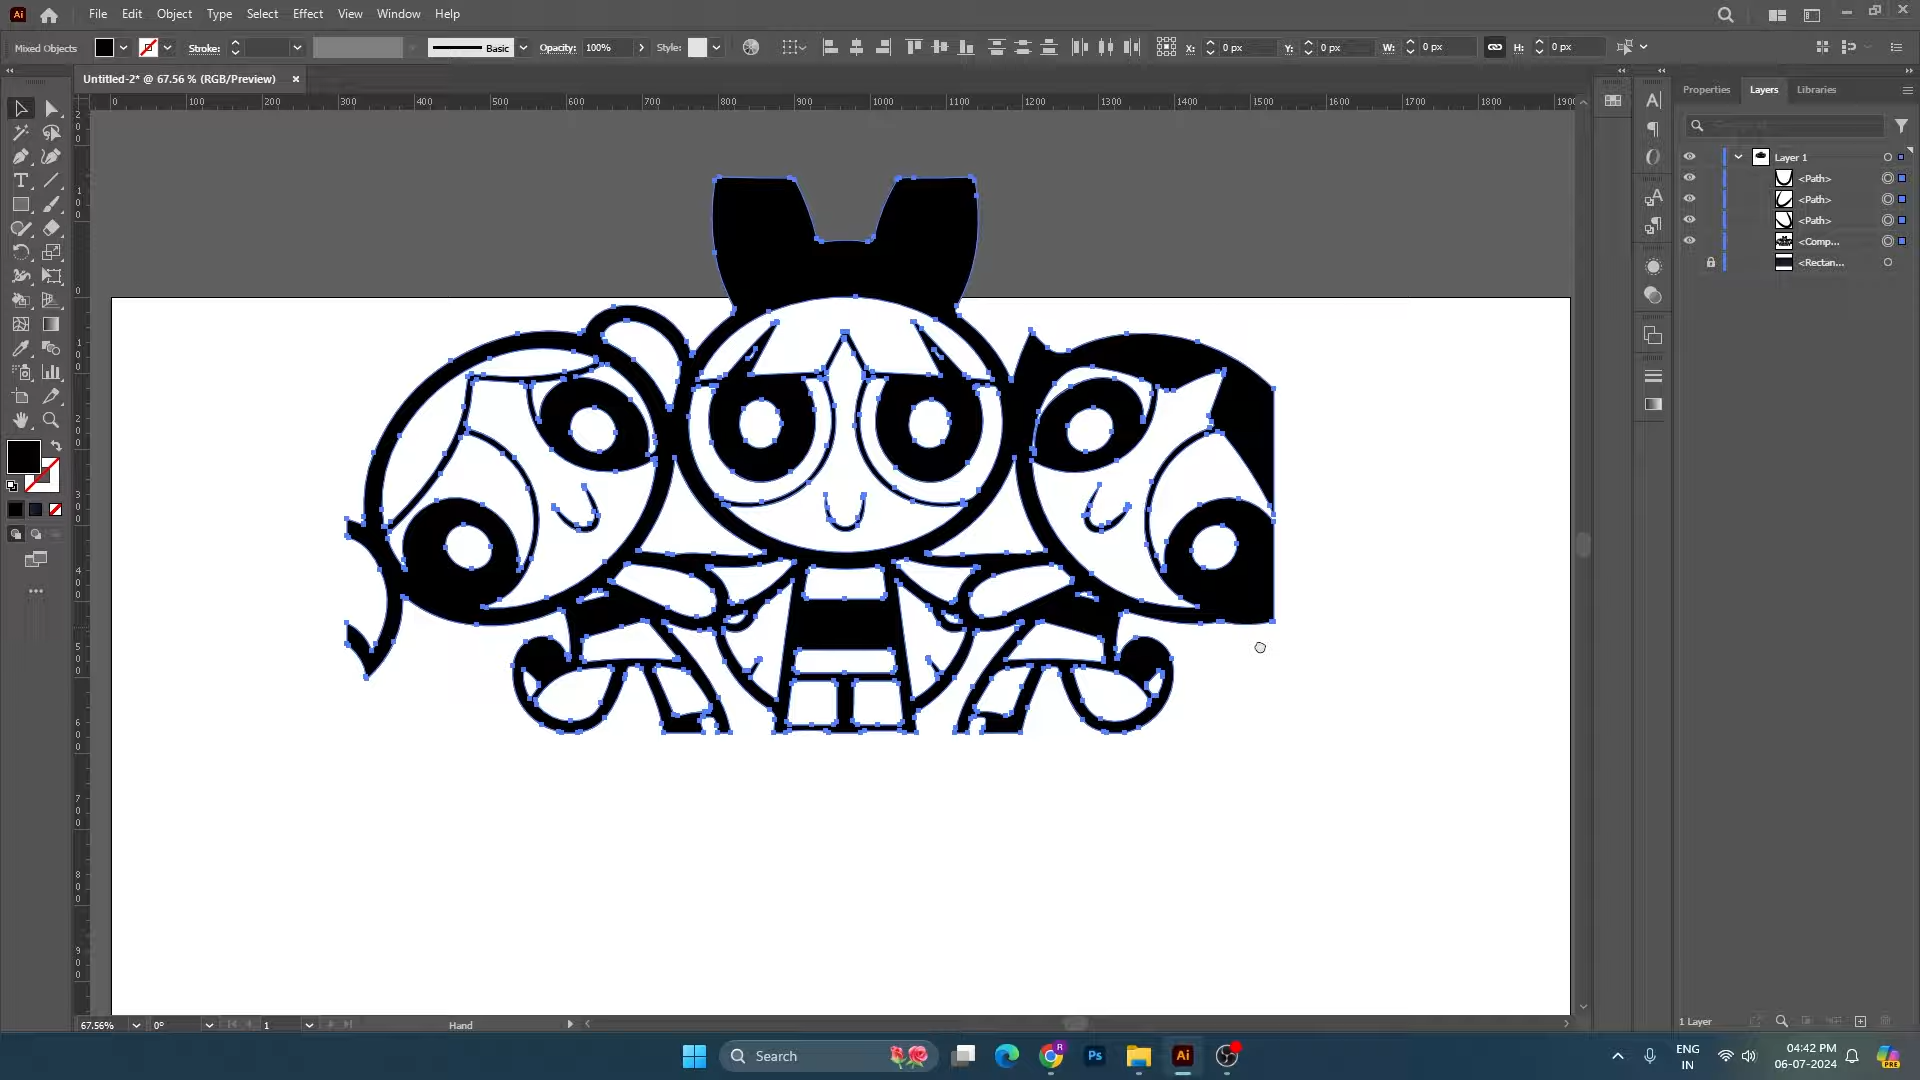 Ai File Edit Object Type Select Effect View Window Help
Mixed Objects Stroke: Basic Opacity: 100% Style: X: 0 px Y: 0 px W: 0 px H: 0 px
Untitled-2* @ 67.56 % (RGB/Preview) ×
0 100 200 300 400 500 600 700 800 900 1000 1100 1200 1300 1400 1500 1600 1700 1800 1900
Properties Layers Libraries
Layer 1
<Path>
<Path>
<Path>
<Comp...
<Rectan...
67.56% 0° 1 Hand
1 Layer
Search
Ps Ai
ENG
IN
04:42 PM
06-07-2024